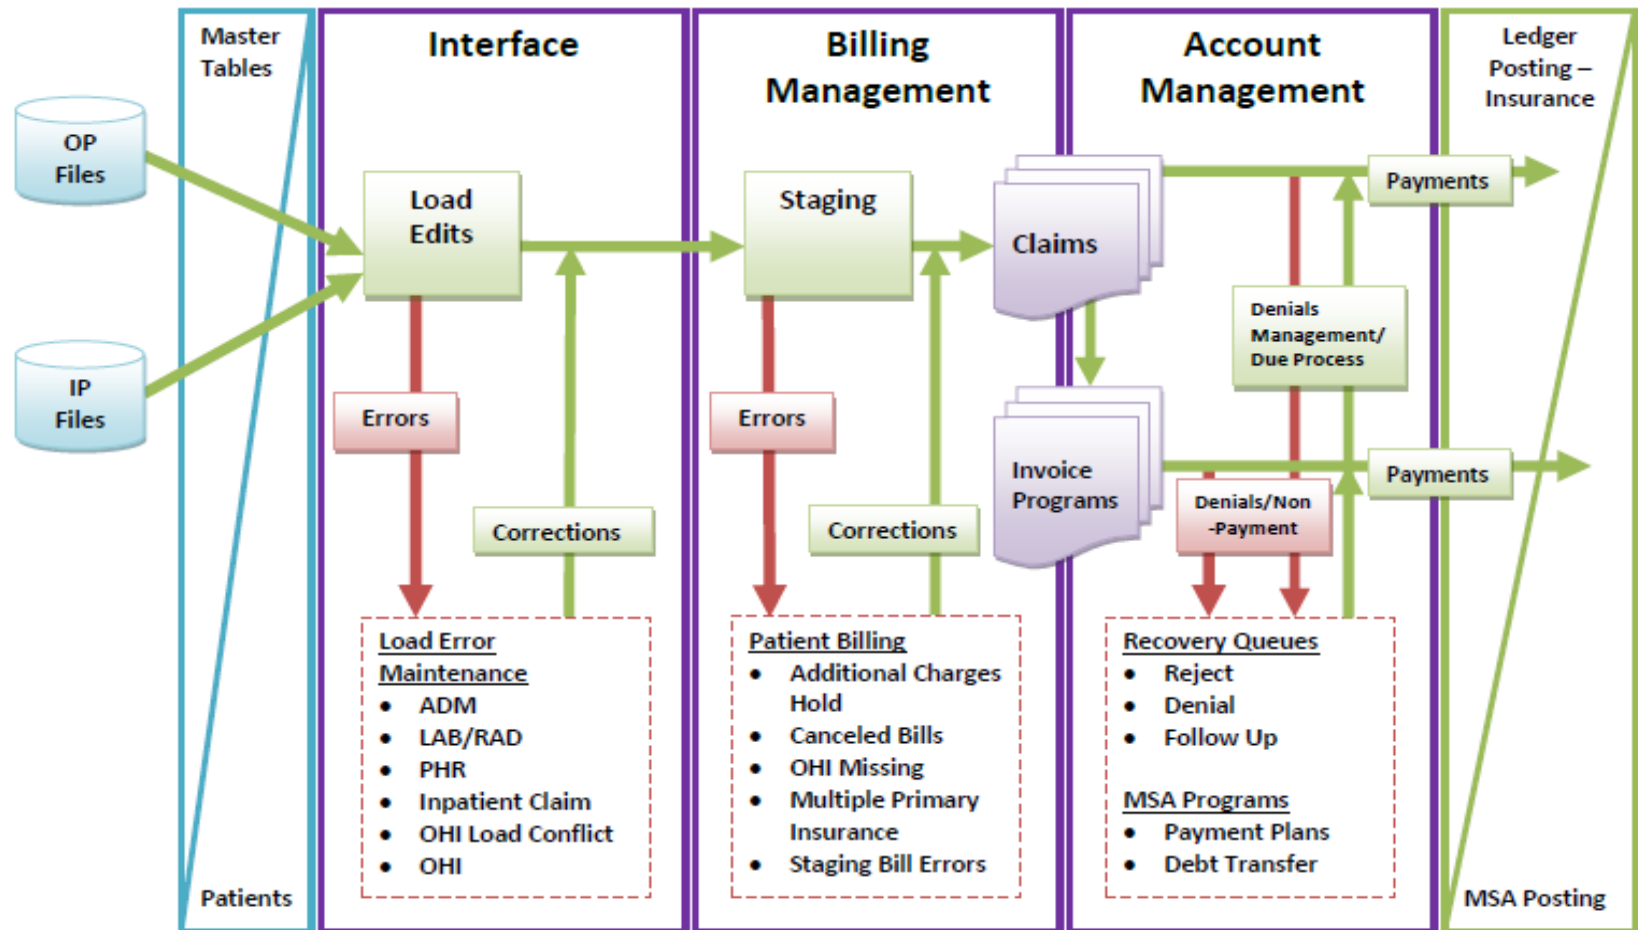 Master
Tables
Interface
Billing
Management
Account
Management
Ledger
Posting –
Insurance
OP
Files
IP
Files
Load
Edits
Staging
Claims
Payments
Denials
Management/
Due Process
Errors
Errors
Invoice
Programs
Payments
Denials/Non
-Payment
Corrections
Corrections
Load Error
Maintenance
• ADM
• LAB/RAD
• PHR
• Inpatient Claim
• OHI Load Conflict
• OHI
Patient Billing
• Additional Charges
Hold
• Canceled Bills
• OHI Missing
• Multiple Primary
Insurance
• Staging Bill Errors
Recovery Queues
• Reject
• Denial
• Follow Up
MSA Programs
• Payment Plans
• Debt Transfer
Patients
MSA Posting